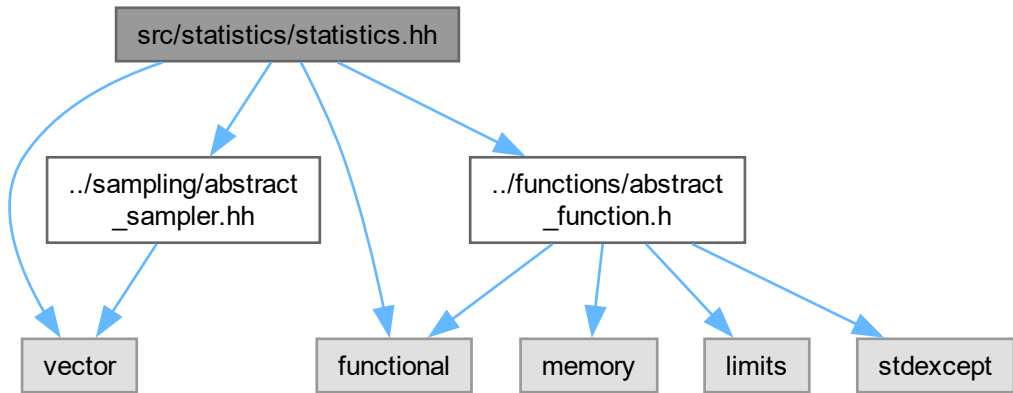 src/statistics/statistics.hh
../sampling/abstract
_sampler.hh
../functions/abstract
_function.h
vector
functional
memory
limits
stdexcept